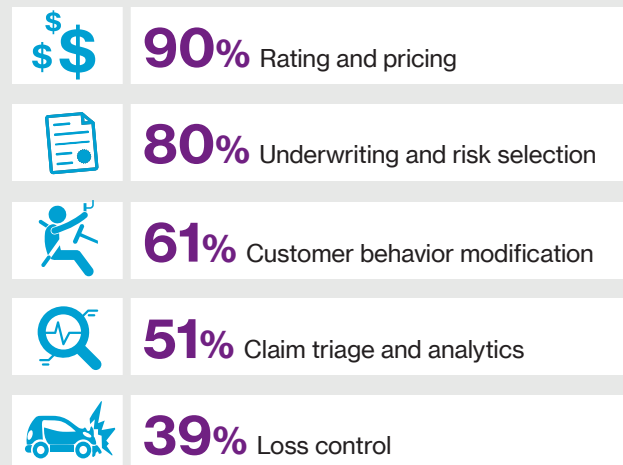 $
$ $
90% Rating and pricing
80% Underwriting and risk selection
61% Customer behavior modification
51% Claim triage and analytics
39% Loss control